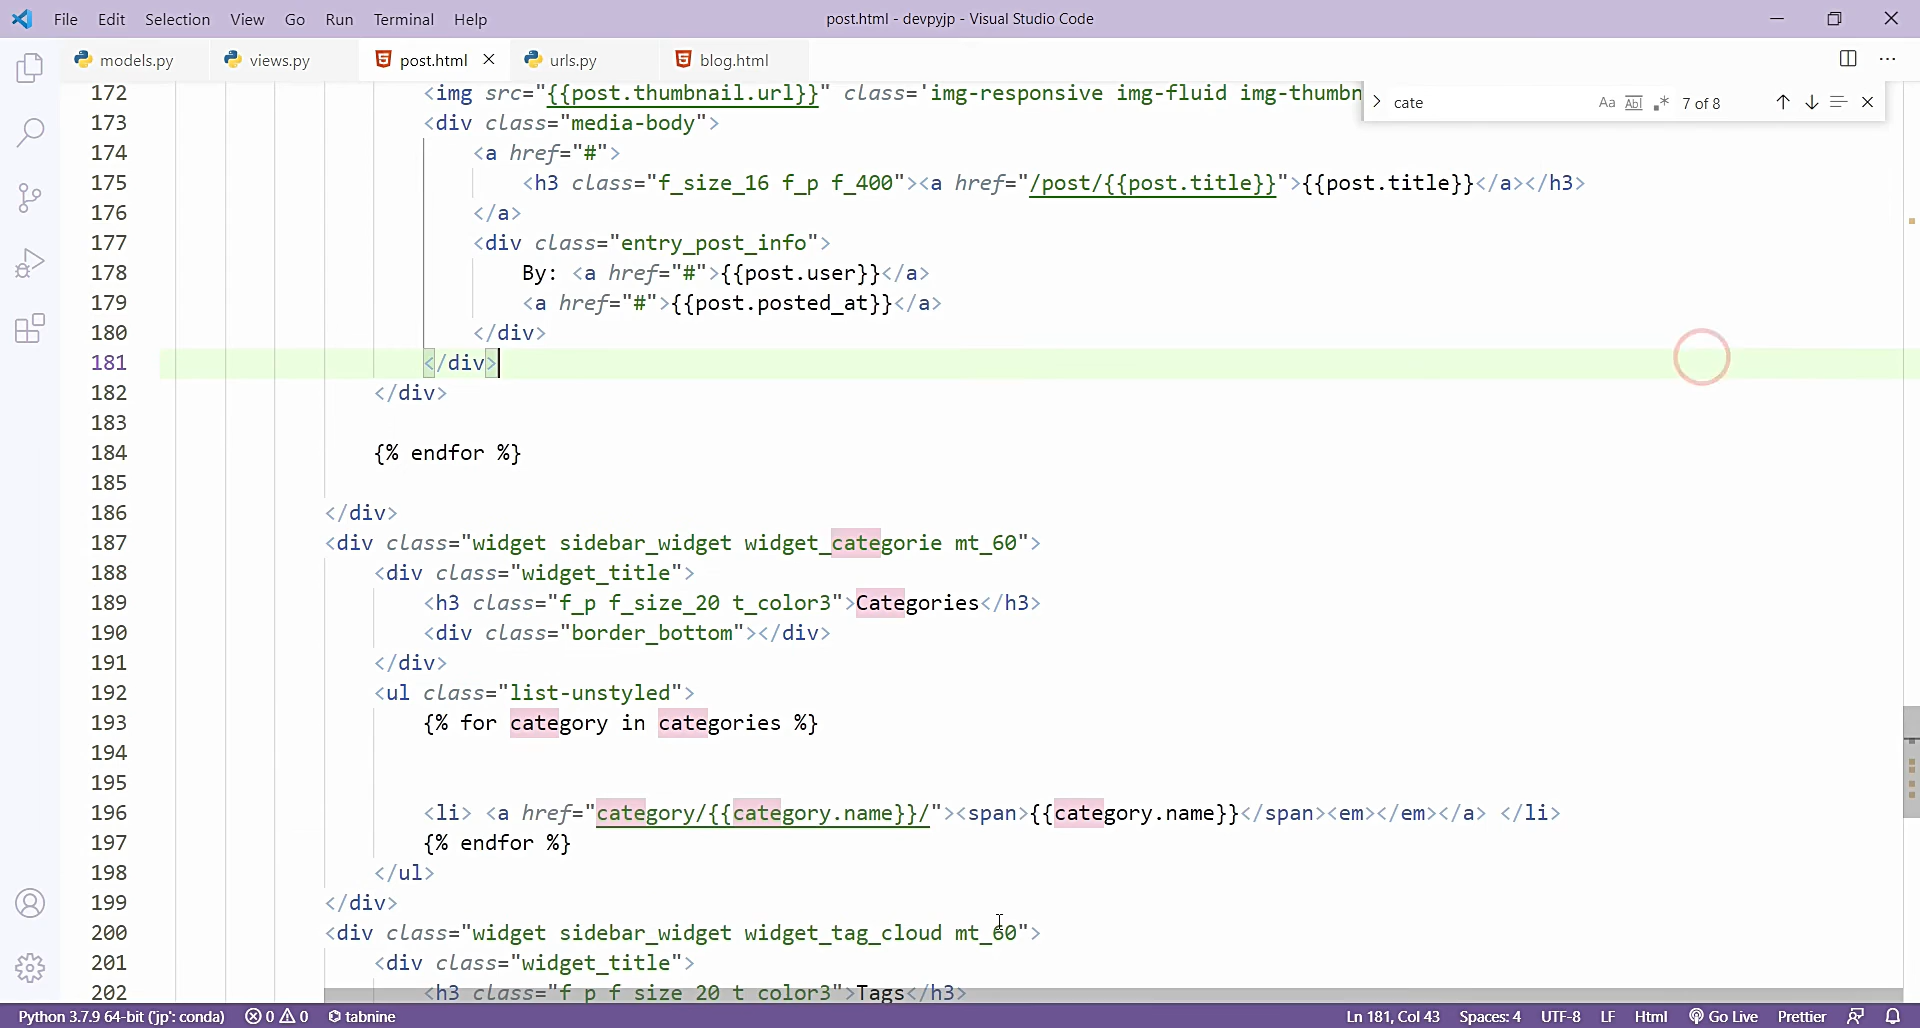 File Edit Selection View Go Run Terminal Help post.html - devpyjp - Visual Studio Code
models.py views.py post.html urls.py blog.html
cate Aa Abl .* 7 of 8
172 <img src="{{post.thumbnail.url}}" class='img-responsive img-fluid img-thumbn
173 <div class="media-body">
174 <a href="#">
175 <h3 class="f_size_16 f_p f_400"><a href="/post/{{post.title}}">{{post.title}}</a></h3>
176 </a>
177 <div class="entry_post_info">
178 By: <a href="#">{{post.user}}</a>
179 <a href="#">{{post.posted_at}}</a>
180 </div>
181 </div>
182 </div>
183
184 {% endfor %}
185
186 </div>
187 <div class="widget sidebar_widget widget_categorie mt_60">
188 <div class="widget_title">
189 <h3 class="f_p f_size_20 t_color3">Categories</h3>
190 <div class="border_bottom"></div>
191 </div>
192 <ul class="list-unstyled">
193 {% for category in categories %}
194
195
196 <li> <a href="category/{{category.name}}/"><span>{{category.name}}</span><em></em></a> </li>
197 {% endfor %}
198 </ul>
199 </div>
200 <div class="widget sidebar_widget widget_tag_cloud mt_60">
201 <div class="widget_title">
202 <h3 class="f_p f_size_20 t_color3">Tags</h3>
Python 3.7.9 64-bit ('jp': conda) 0 0 tabnine Ln 181, Col 43 Spaces: 4 UTF-8 LF Html Go Live Prettier